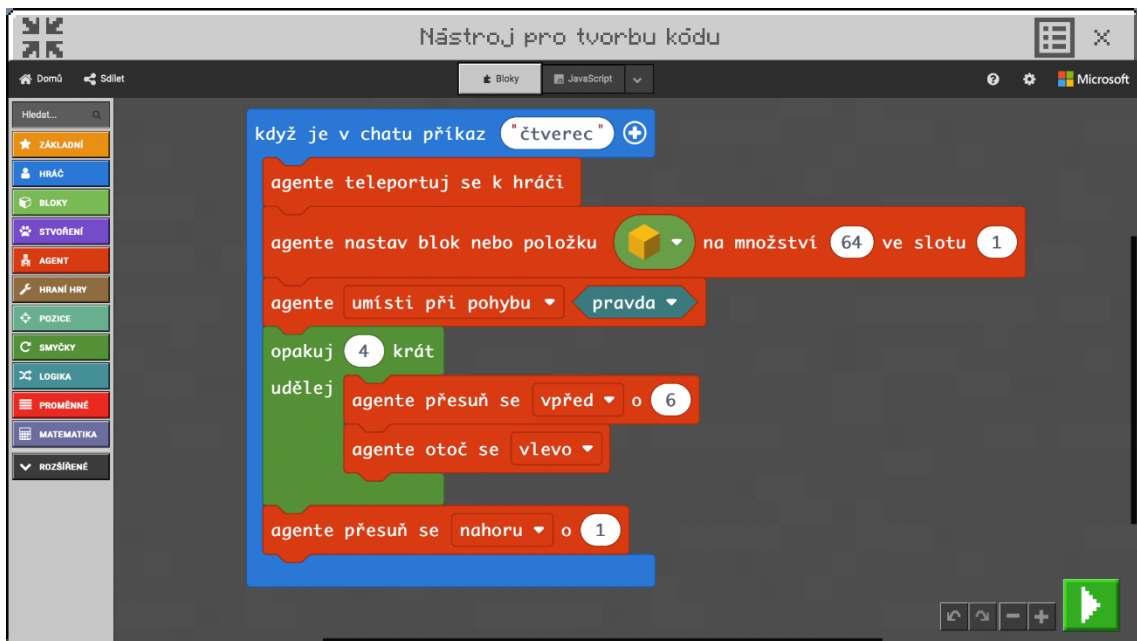 Nástroj pro tvorbu kódu
Domů Sdílet Bloky JavaScript Microsoft
Hledat...
ZÁKLADNÍ
HRÁČ
BLOKY
STVOŘENÍ
AGENT
HRANÍ HRY
POZICE
SMYČKY
LOGIKA
PROMĚNNÉ
MATEMATIKA
ROZŠÍŘENÉ
když je v chatu příkaz "čtverec"
agente teleportuj se k hráči
agente nastav blok nebo položku na množství 64 ve slotu 1
agente umísti při pohybu pravda
opakuj 4 krát
udělej
agente přesuň se vpřed o 6
agente otoč se vlevo
agente přesuň se nahoru o 1